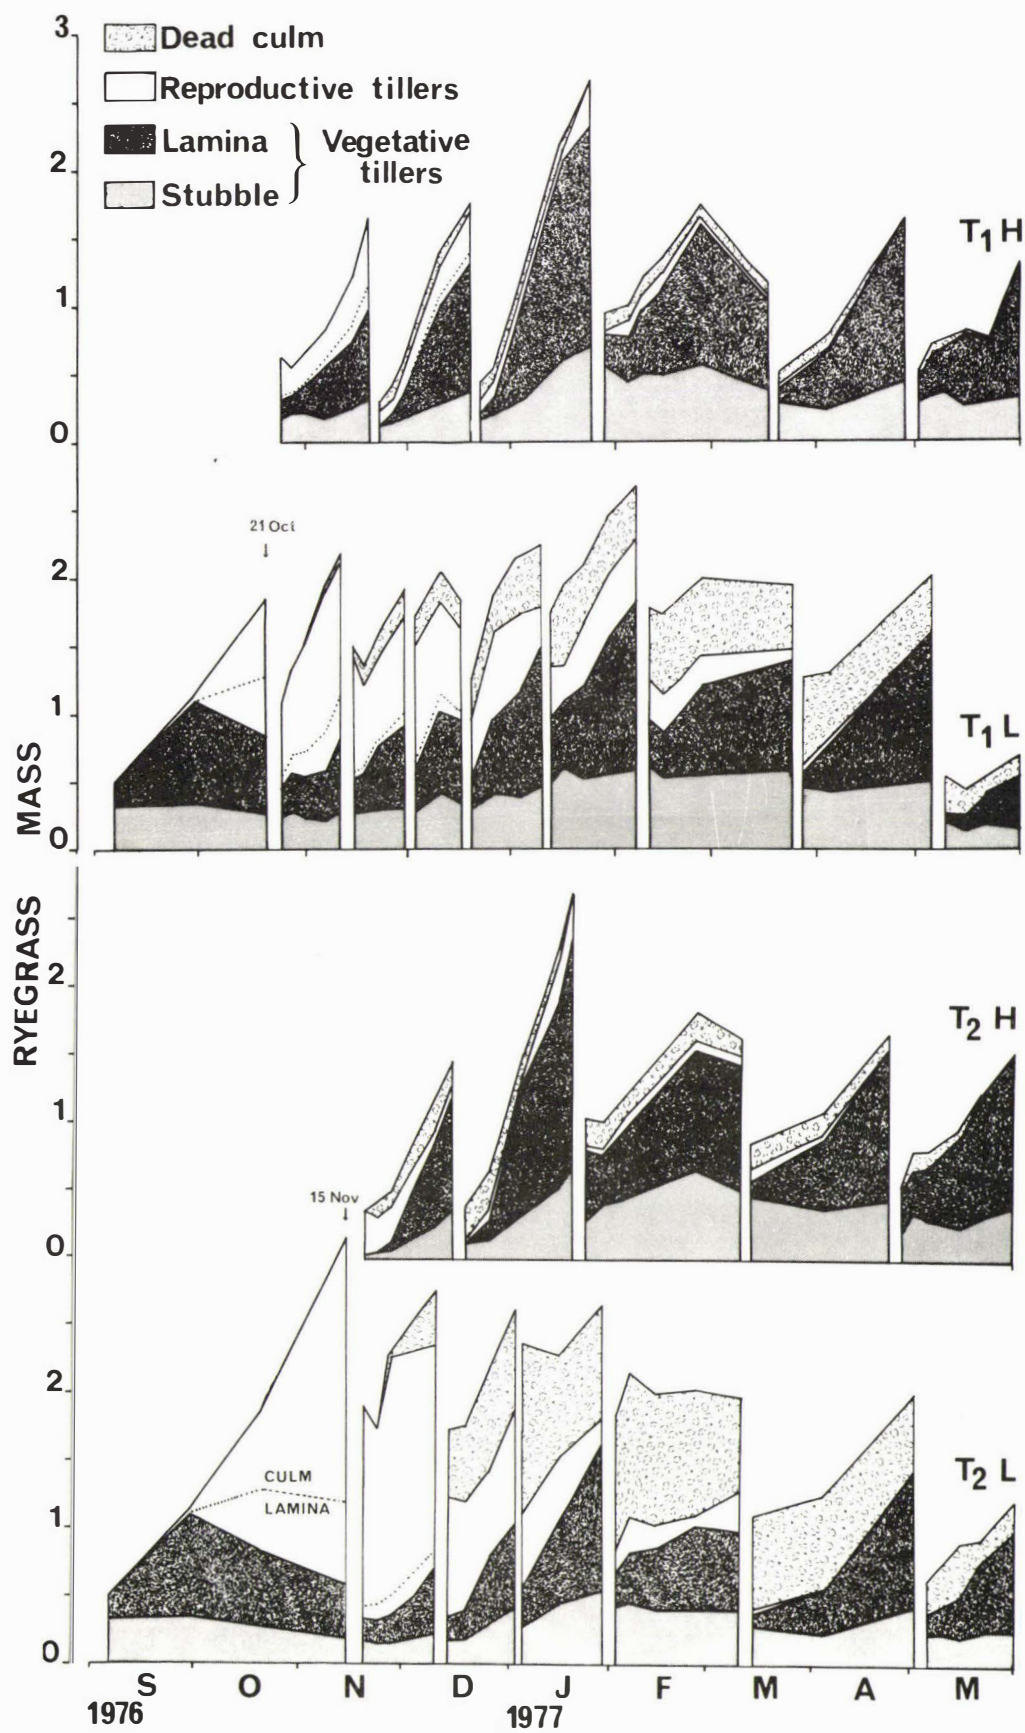 3
Dead culm
Reproductive tillers
Lamina
Stubble
Vegetative
tillers
2
1
0
T1 H
21 Oct
2
1
0
T1 L
MASS
RYEGRASS
2
1
0
T2 H
15 Nov
2
1
0
CULM
LAMINA
T2 L
S O N D J F M A M
1976 1977